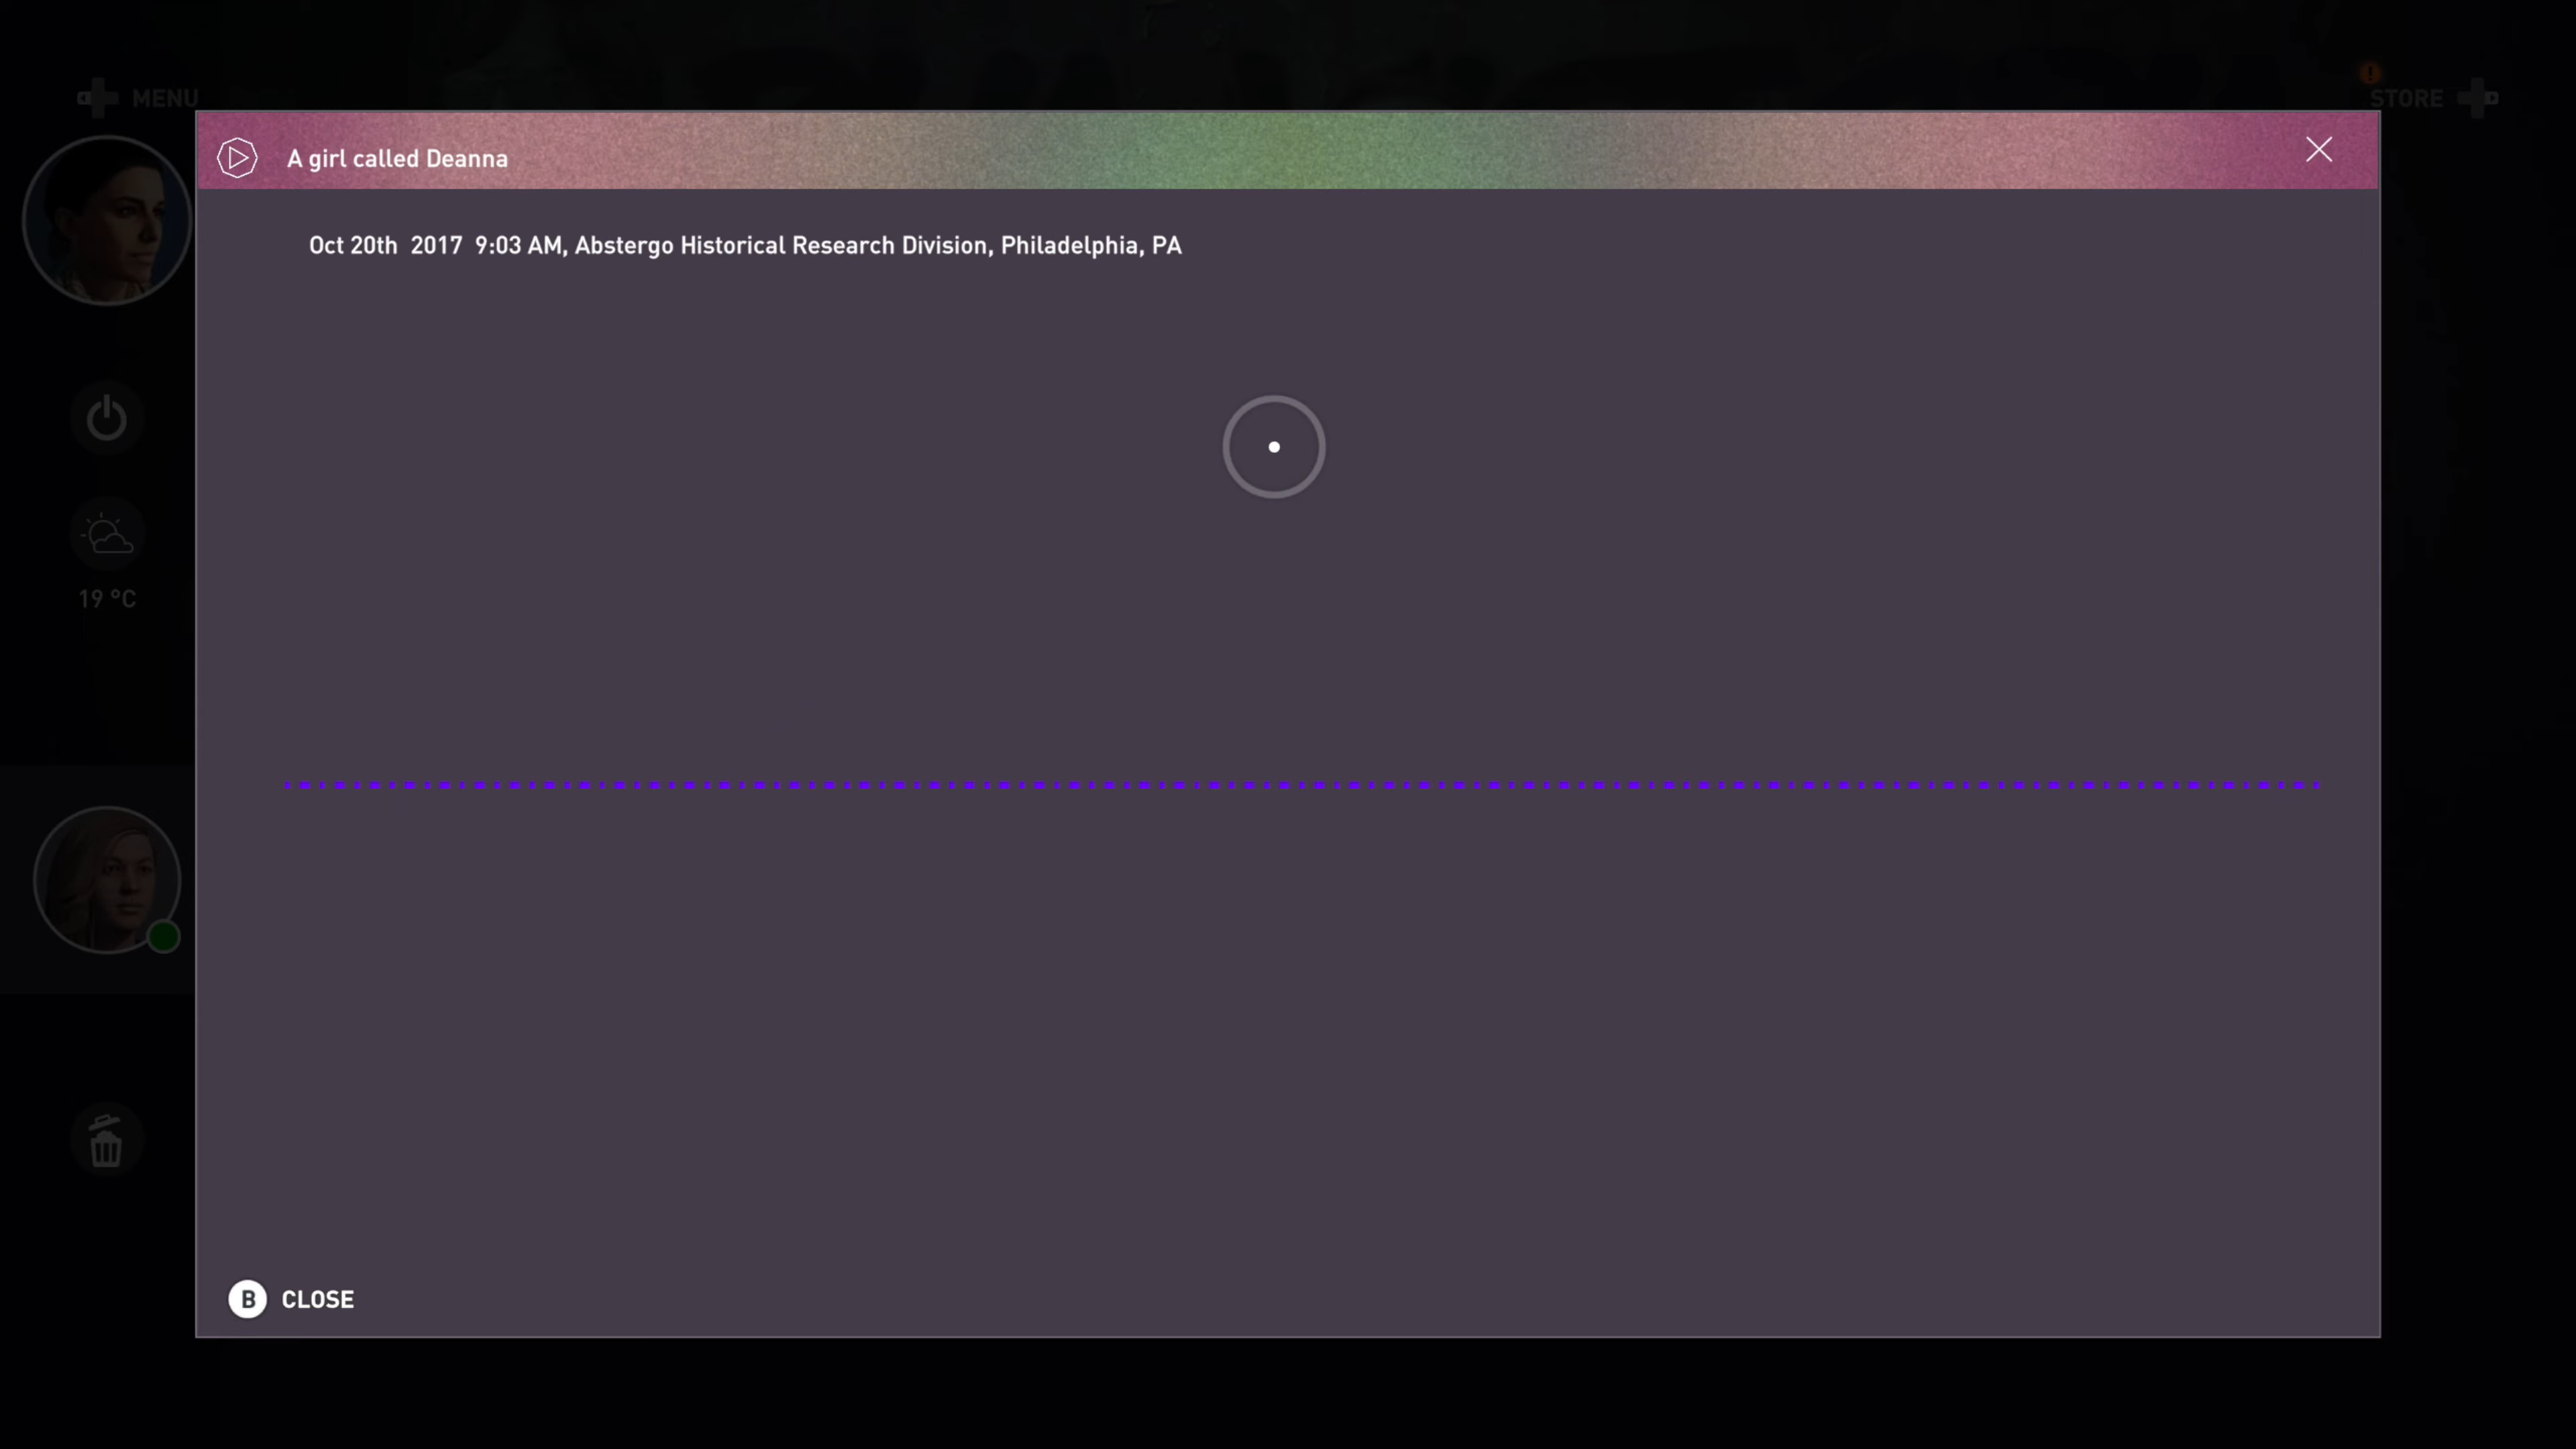 MENU
STORE
A girl called Deanna
Oct 20th 2017 9:03 AM, Abstergo Historical Research Division, Philadelphia, PA
19 °C
B CLOSE